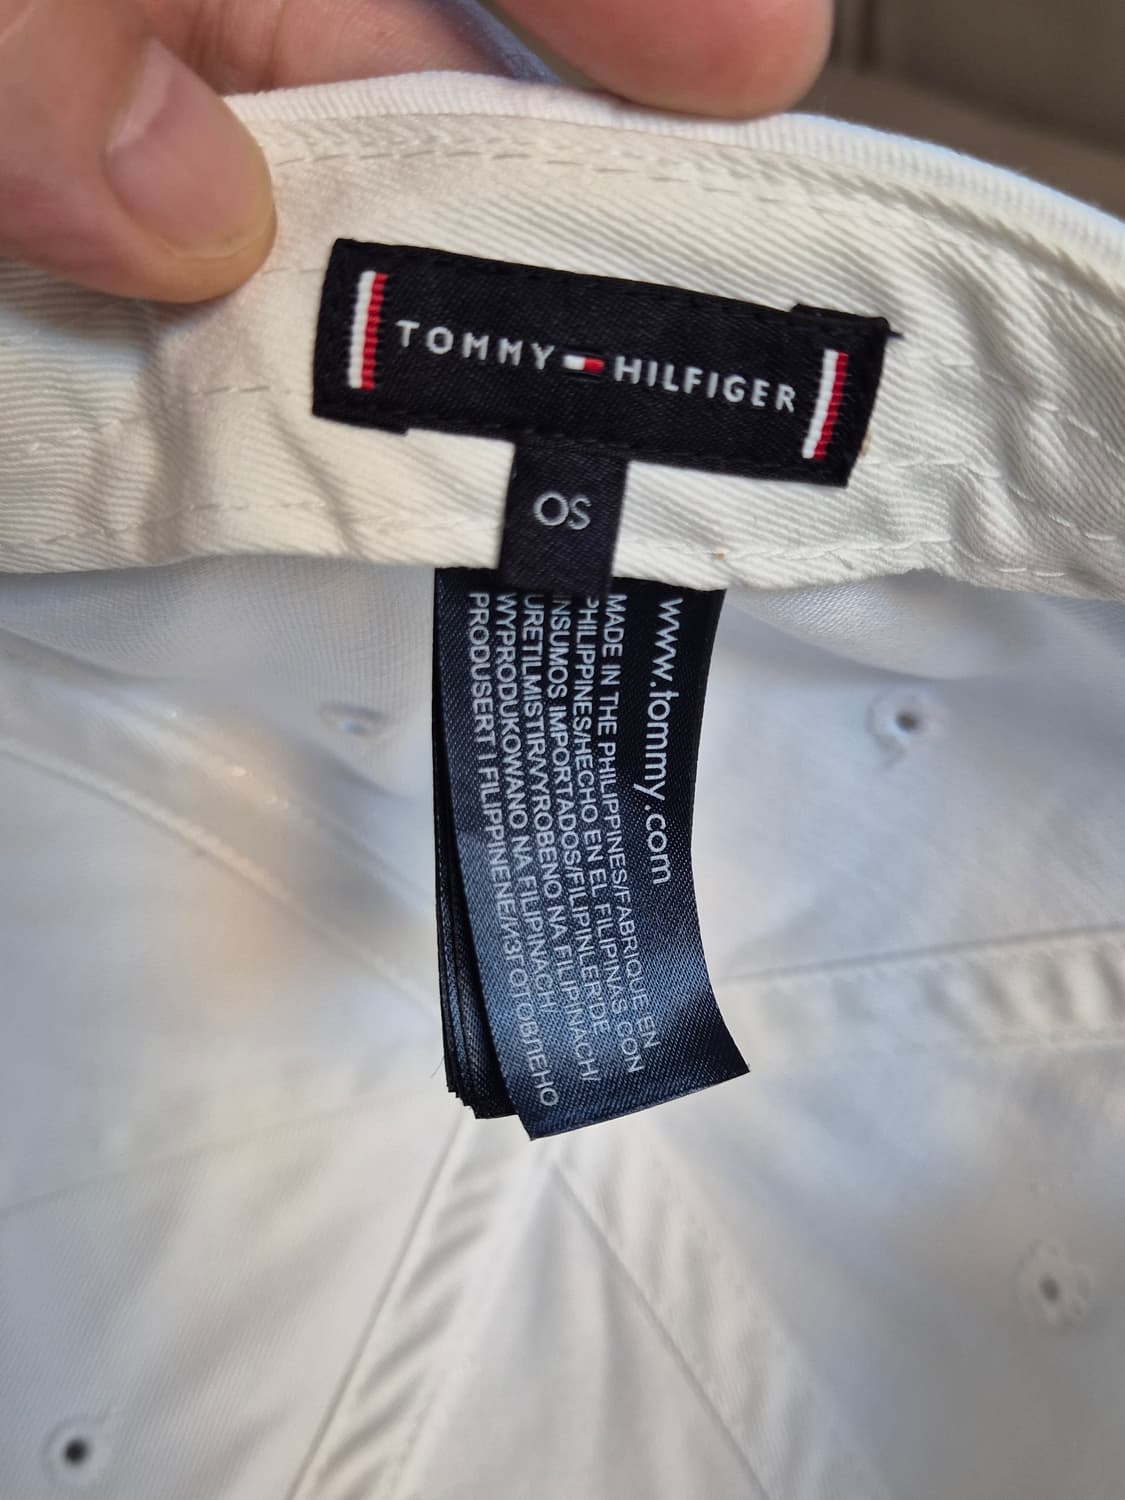 TOMMY HILFIGER
OS
www.tommy.com
MADE IN THE PHILIPPINES/FABRIQUE EN
PHILIPPINES/HECHO EN EL FILIPINAS CON
INSUMOS IMPORTADOS/FILIPINLER'DE
URETILMISTIR/VYROBENO NA FILIPINACH/
WYPRODUKOWANO NA FILIPINACH/
PRODUSERT I FILIPPINENE/ИЗГОТОВЛЕНО